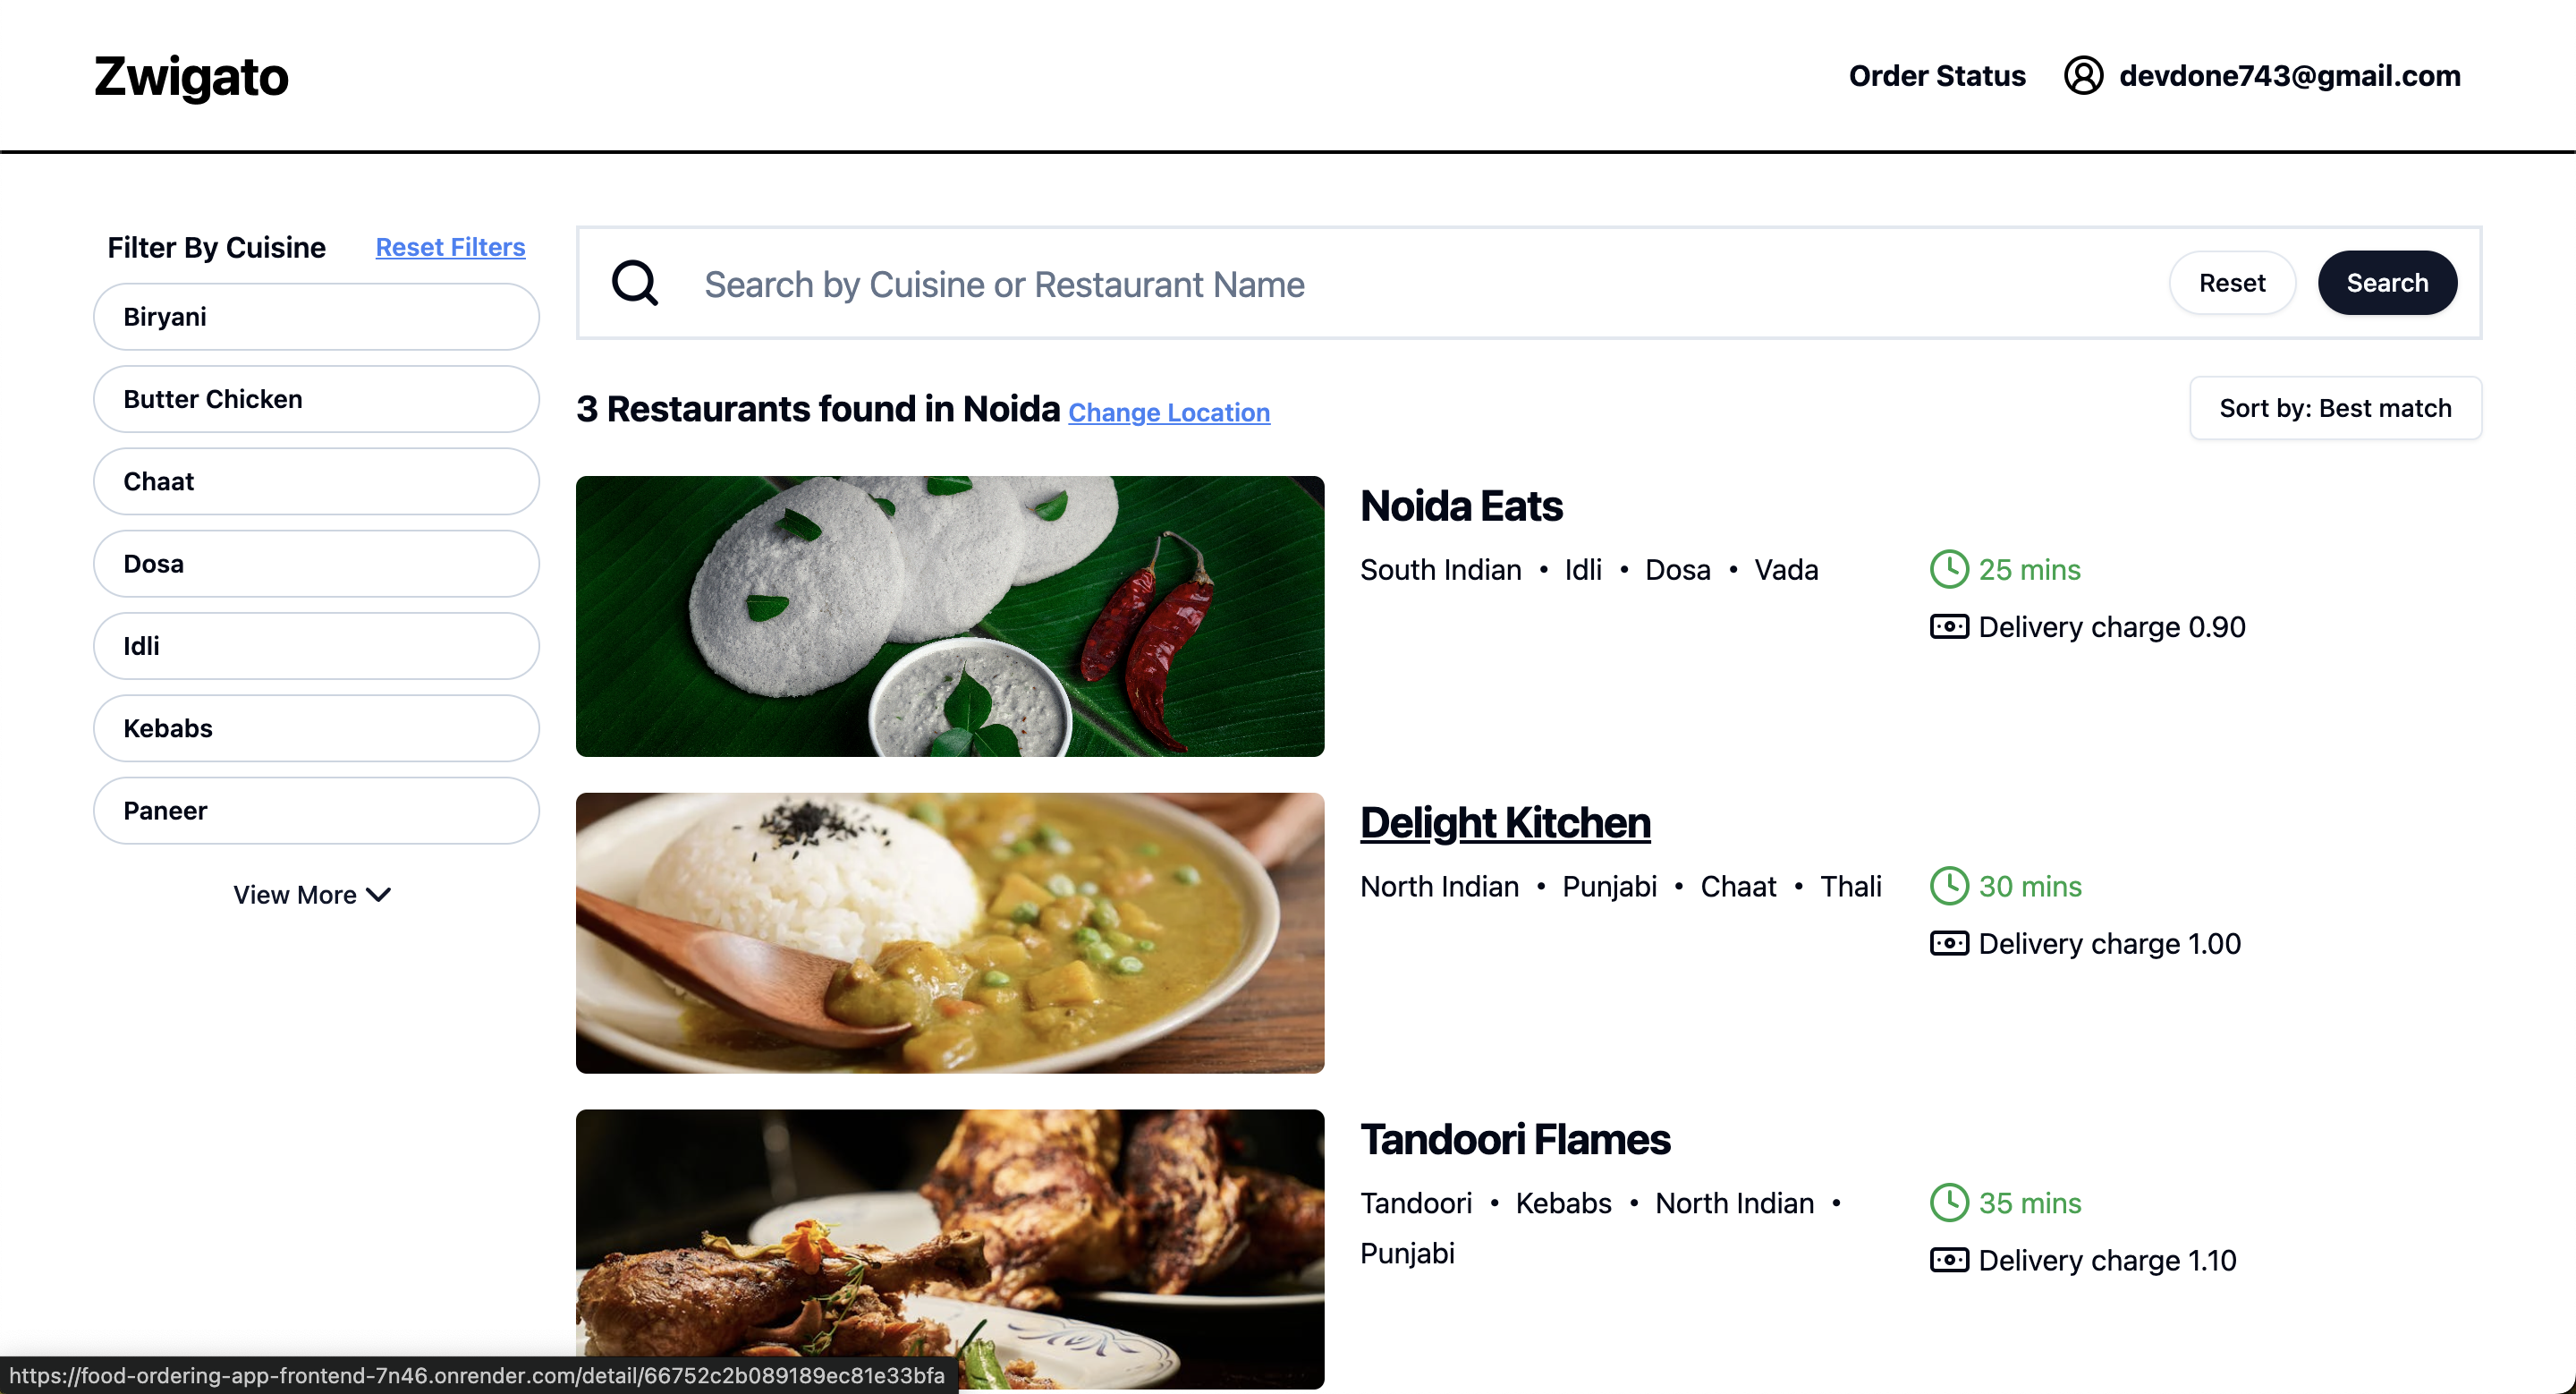 Zwigato
Order Status
devdone743@gmail.com
Filter By Cuisine
Reset Filters
Biryani
Butter Chicken
Chaat
Dosa
Idli
Kebabs
Paneer
View More
Search by Cuisine or Restaurant Name
Reset
Search
3 Restaurants found in Noida Change Location
Sort by: Best match
Noida Eats
South Indian • Idli • Dosa • Vada
25 mins
Delivery charge 0.90
Delight Kitchen
North Indian • Punjabi • Chaat • Thali
30 mins
Delivery charge 1.00
Tandoori Flames
Tandoori • Kebabs • North Indian •
Punjabi
35 mins
Delivery charge 1.10
https://food-ordering-app-frontend-7n46.onrender.com/detail/66752c2b089189ec81e33bfa